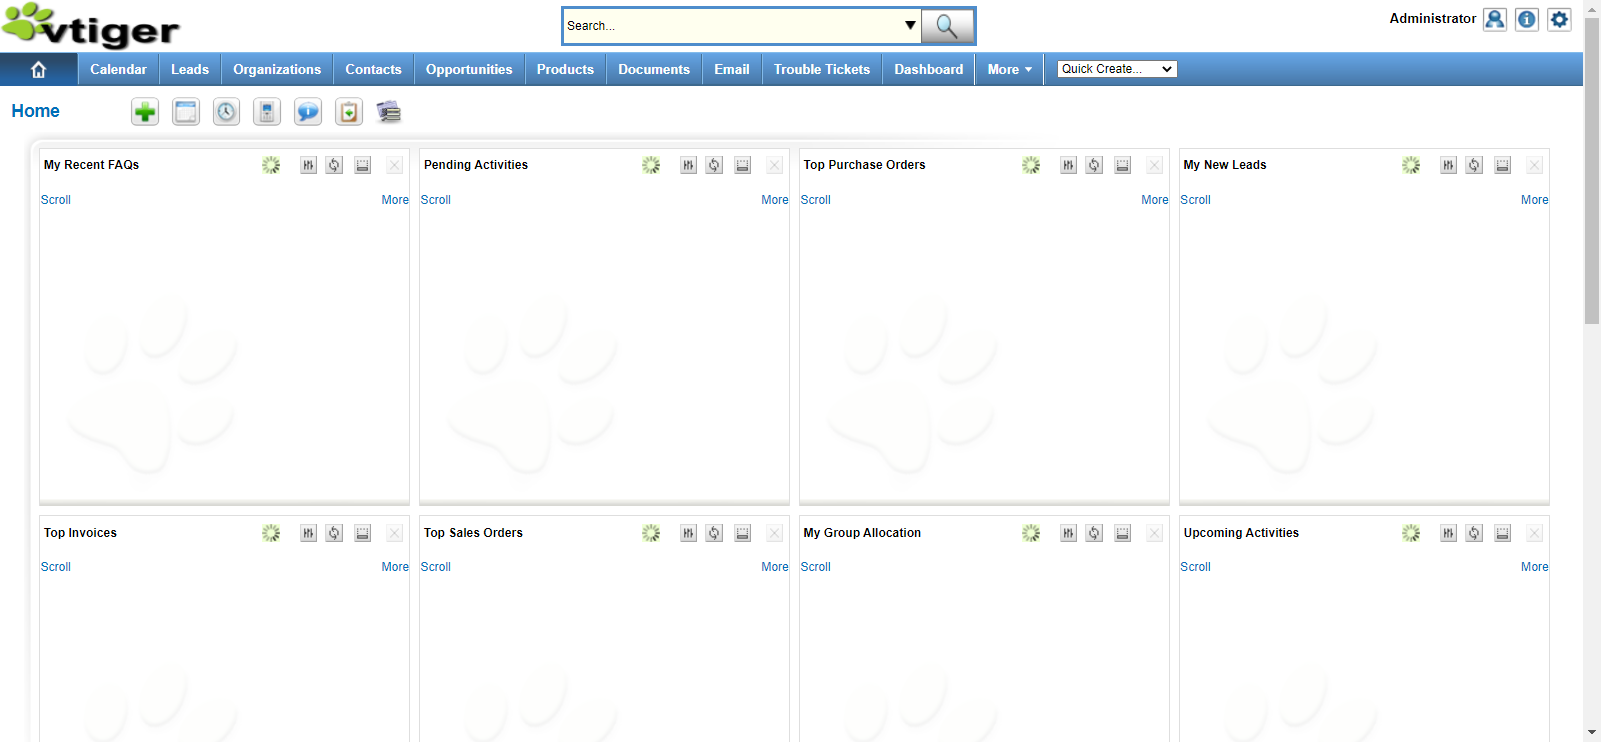 vtiger
Search...
Administrator
Calendar Leads Organizations Contacts Opportunities Products Documents Email Trouble Tickets Dashboard More Quick Create...
Home
My Recent FAQs Pending Activities Top Purchase Orders My New Leads
Scroll More Scroll More Scroll More Scroll More
Top Invoices Top Sales Orders My Group Allocation Upcoming Activities
Scroll More Scroll More Scroll Scroll More